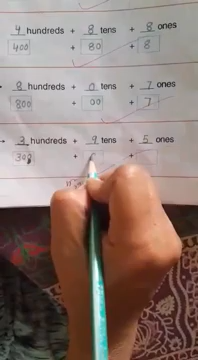 4 hundreds + 8 tens + 8 ones
400 + 80 + 8
8 hundreds + 0 tens + 7 ones
800 + 00 + 7
3 hundreds + 9 tens + 5 ones
300 +  +